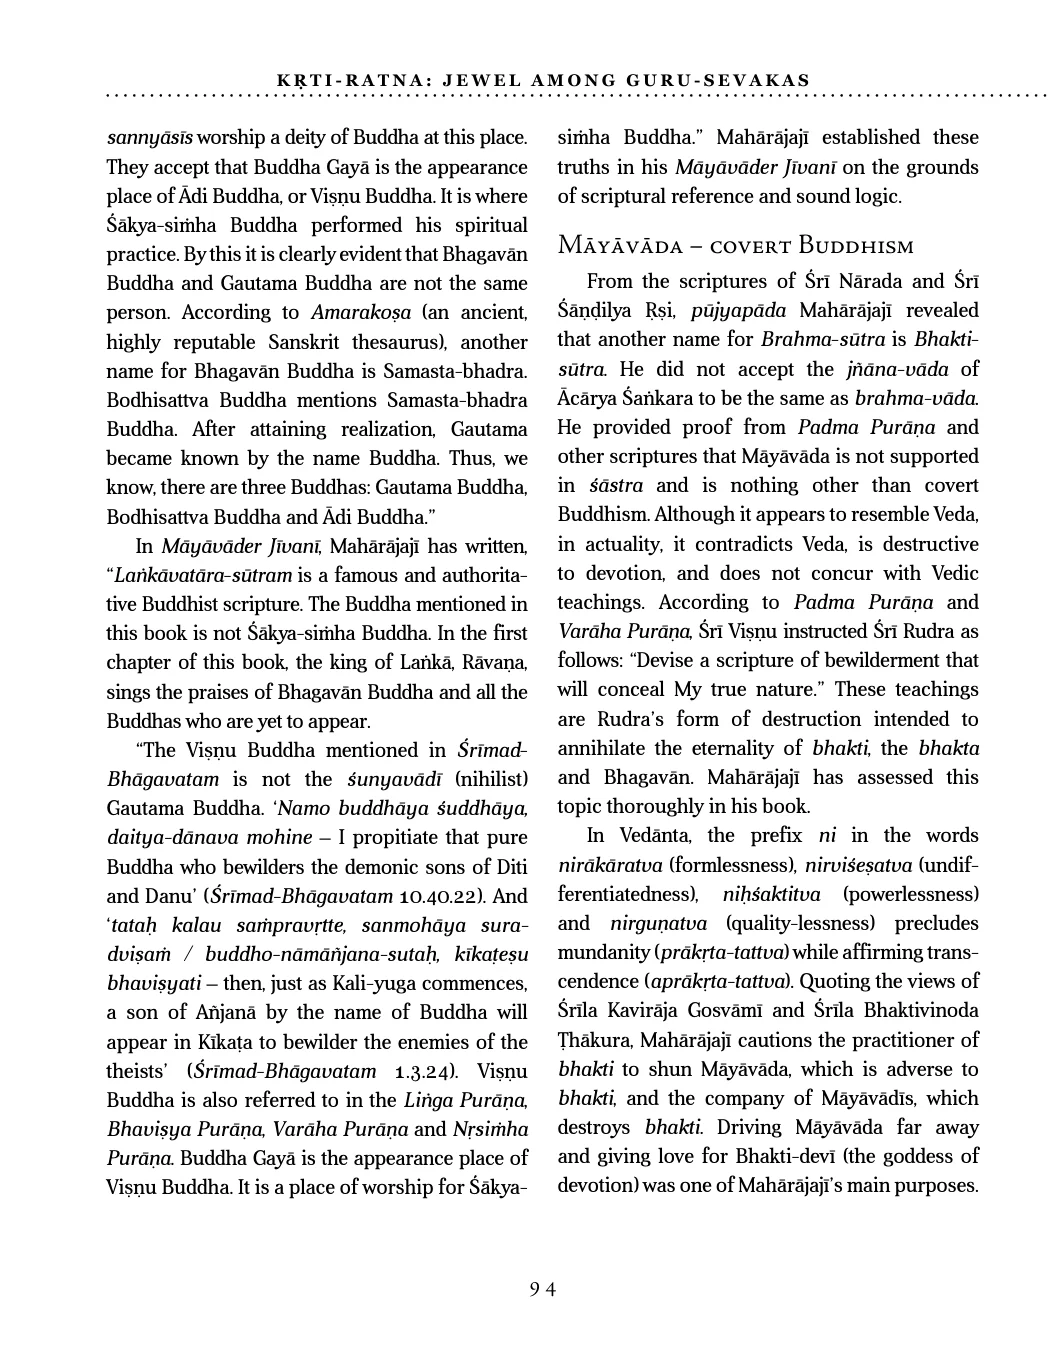 KṚTI-RATNA: JEWEL AMONG GURU-SEVAKAS
sannyāsīs worship a deity of Buddha at this place.
They accept that Buddha Gayā is the appearance
place of Ādi Buddha, or Viṣṇu Buddha. It is where
Śākya-siṁha Buddha performed his spiritual
practice. By this it is clearly evident that Bhagavān
Buddha and Gautama Buddha are not the same
person. According to Amarakoṣa (an ancient,
highly reputable Sanskrit thesaurus), another
name for Bhagavān Buddha is Samasta-bhadra.
Bodhisattva Buddha mentions Samasta-bhadra
Buddha. After attaining realization, Gautama
became known by the name Buddha. Thus, we
know, there are three Buddhas: Gautama Buddha,
Bodhisattva Buddha and Ādi Buddha.”
In Māyāvāder Jīvanī, Mahārājajī has written,
“Laṅkāvatāra-sūtram is a famous and authorita-
tive Buddhist scripture. The Buddha mentioned in
this book is not Śākya-siṁha Buddha. In the first
chapter of this book, the king of Laṅkā, Rāvaṇa,
sings the praises of Bhagavān Buddha and all the
Buddhas who are yet to appear.
“The Viṣṇu Buddha mentioned in Śrīmad-
Bhāgavatam is not the śunyavādī (nihilist)
Gautama Buddha. ‘Namo buddhāya śuddhāya,
daitya-dānava mohine – I propitiate that pure
Buddha who bewilders the demonic sons of Diti
and Danu’ (Śrīmad-Bhāgavatam 10.40.22). And
‘tataḥ kalau saṁpravṛtte, sanmohāya sura-
dviṣaṁ / buddho-nāmāñjana-sutaḥ, kīkaṭeṣu
bhaviṣyati – then, just as Kali-yuga commences,
a son of Añjanā by the name of Buddha will
appear in Kīkaṭa to bewilder the enemies of the
theists’ (Śrīmad-Bhāgavatam 1.3.24). Viṣṇu
Buddha is also referred to in the Liṅga Purāṇa,
Bhaviṣya Purāṇa, Varāha Purāṇa and Nṛsiṁha
Purāṇa. Buddha Gayā is the appearance place of
Viṣṇu Buddha. It is a place of worship for Śākya-
siṁha Buddha.” Mahārājajī established these
truths in his Māyāvāder Jīvanī on the grounds
of scriptural reference and sound logic.
Māyāvāda – covert Buddhism
From the scriptures of Śrī Nārada and Śrī
Śāṇḍilya Ṛṣi, pūjyapāda Mahārājajī revealed
that another name for Brahma-sūtra is Bhakti-
sūtra. He did not accept the jñāna-vāda of
Ācārya Śaṅkara to be the same as brahma-vāda.
He provided proof from Padma Purāṇa and
other scriptures that Māyāvāda is not supported
in śāstra and is nothing other than covert
Buddhism. Although it appears to resemble Veda,
in actuality, it contradicts Veda, is destructive
to devotion, and does not concur with Vedic
teachings. According to Padma Purāṇa and
Varāha Purāṇa, Śrī Viṣṇu instructed Śrī Rudra as
follows: “Devise a scripture of bewilderment that
will conceal My true nature.” These teachings
are Rudra’s form of destruction intended to
annihilate the eternality of bhakti, the bhakta
and Bhagavān. Mahārājajī has assessed this
topic thoroughly in his book.
In Vedānta, the prefix ni in the words
nirākāratva (formlessness), nirviśeṣatva (undif-
ferentiatedness), niḥśaktitva (powerlessness)
and nirguṇatva (quality-lessness) precludes
mundanity (prākṛta-tattva) while affirming trans-
cendence (aprākṛta-tattva). Quoting the views of
Śrīla Kavirāja Gosvāmī and Śrīla Bhaktivinoda
Ṭhākura, Mahārājajī cautions the practitioner of
bhakti to shun Māyāvāda, which is adverse to
bhakti, and the company of Māyāvādīs, which
destroys bhakti. Driving Māyāvāda far away
and giving love for Bhakti-devī (the goddess of
devotion) was one of Mahārājajī’s main purposes.
94